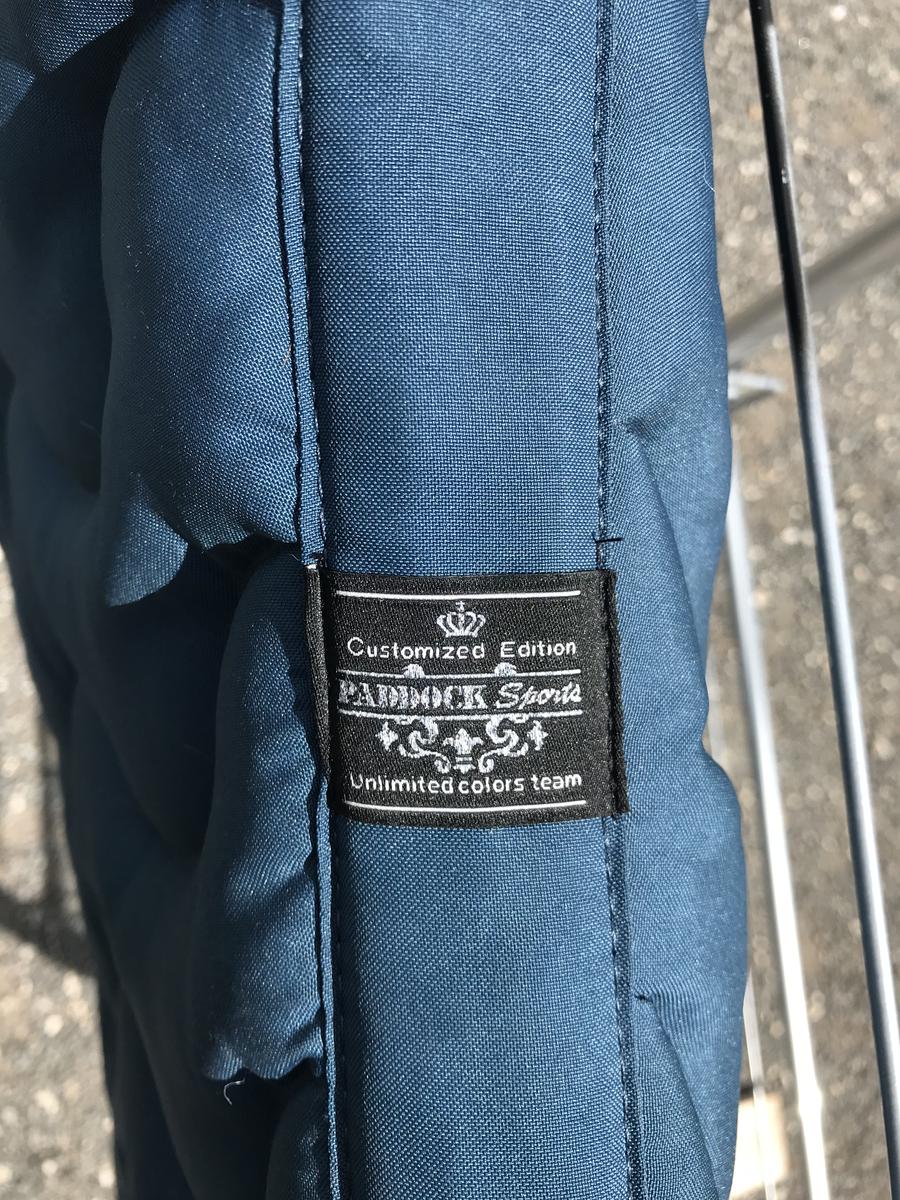 Customized Edition
PADDOCK Sports
Unlimited colors team